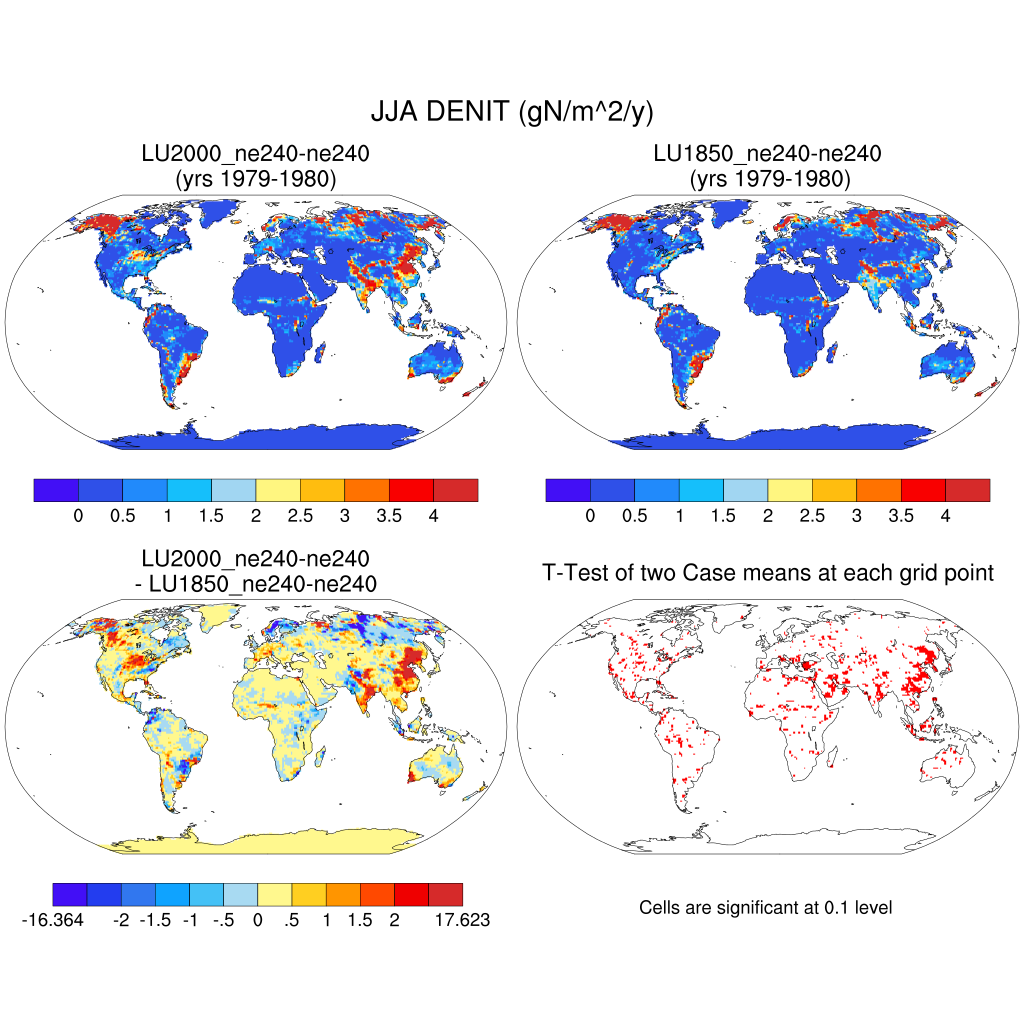 JJA DENIT (gN/m^2/y)
LU2000_ne240-ne240
(yrs 1979-1980)
LU1850_ne240-ne240
(yrs 1979-1980)
0 0.5 1 1.5 2 2.5 3 3.5 4
0 0.5 1 1.5 2 2.5 3 3.5 4
LU2000_ne240-ne240
- LU1850_ne240-ne240
T-Test of two Case means at each grid point
-16.364 -2 -1.5 -1 -.5 0 .5 1 1.5 2 17.623
Cells are significant at 0.1 level